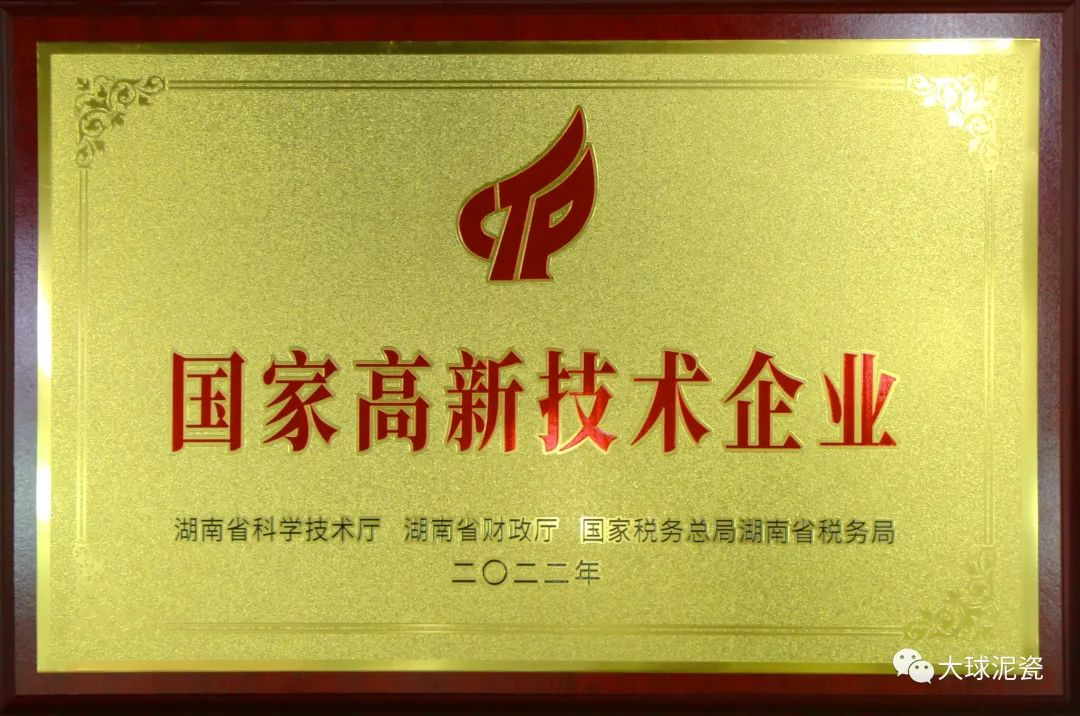 CTP
国家高新技术企业
湖南省科学技术厅 湖南省财政厅 国家税务总局湖南省税务局
二〇二二年
大球泥瓷